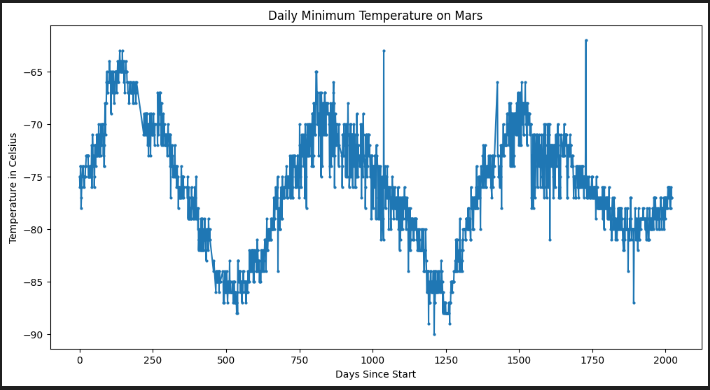 Daily Minimum Temperature on Mars
Temperature in Celsius
−65
−70
−75
−80
−85
−90
0 250 500 750 1000 1250 1500 1750 2000
Days Since Start